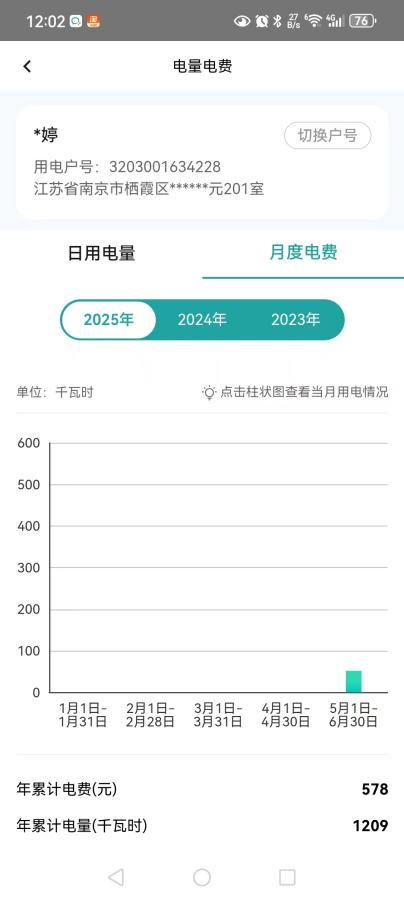 12:02
27 B/s 6 4G 76
电量电费
*婷
切换户号
用电户号：3203001634228
江苏省南京市栖霞区******元201室
日用电量 月度电费
2025年 2024年 2023年
单位：千瓦时
点击柱状图查看当月用电情况
600
500
400
300
200
100
0
1月1日-
1月31日
2月1日-
2月28日
3月1日-
3月31日
4月1日-
4月30日
5月1日-
6月30日
年累计电费(元) 578
年累计电量(千瓦时) 1209